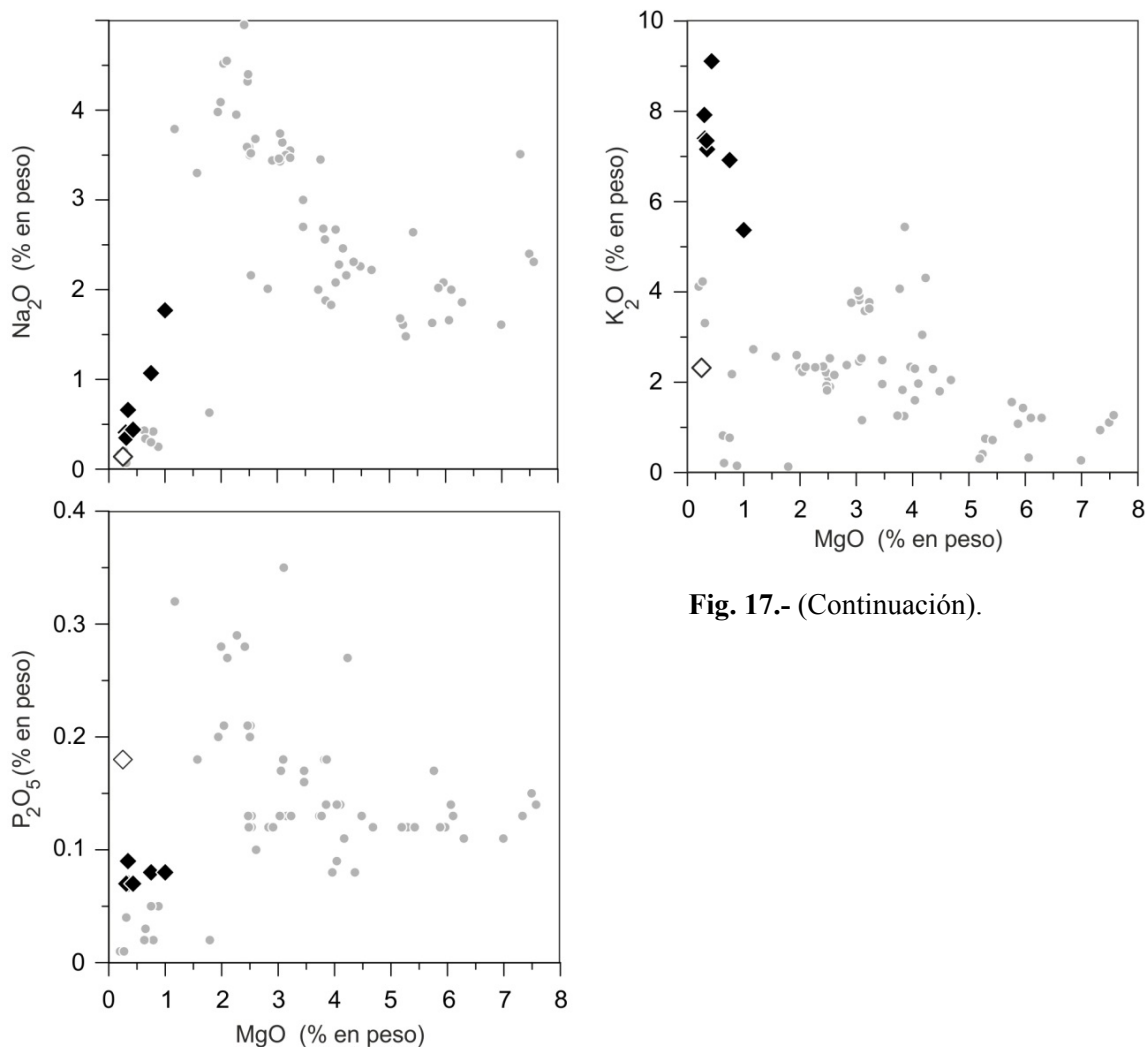 4
3
2
1
0
Na2O (% en peso)
10
8
6
4
2
0
K2O (% en peso)
0 1 2 3 4 5 6 7 8
MgO (% en peso)
0.4
0.3
0.2
0.1
0
P2O5 (% en peso)
0 1 2 3 4 5 6 7 8
MgO (% en peso)
Fig. 17.- (Continuación).